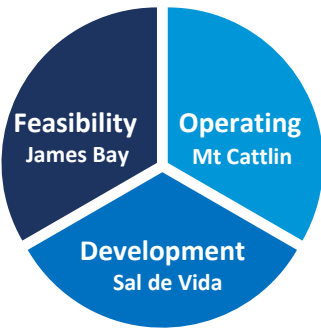 Feasibility
James Bay
Operating
Mt Cattlin
Development
Sal de Vida